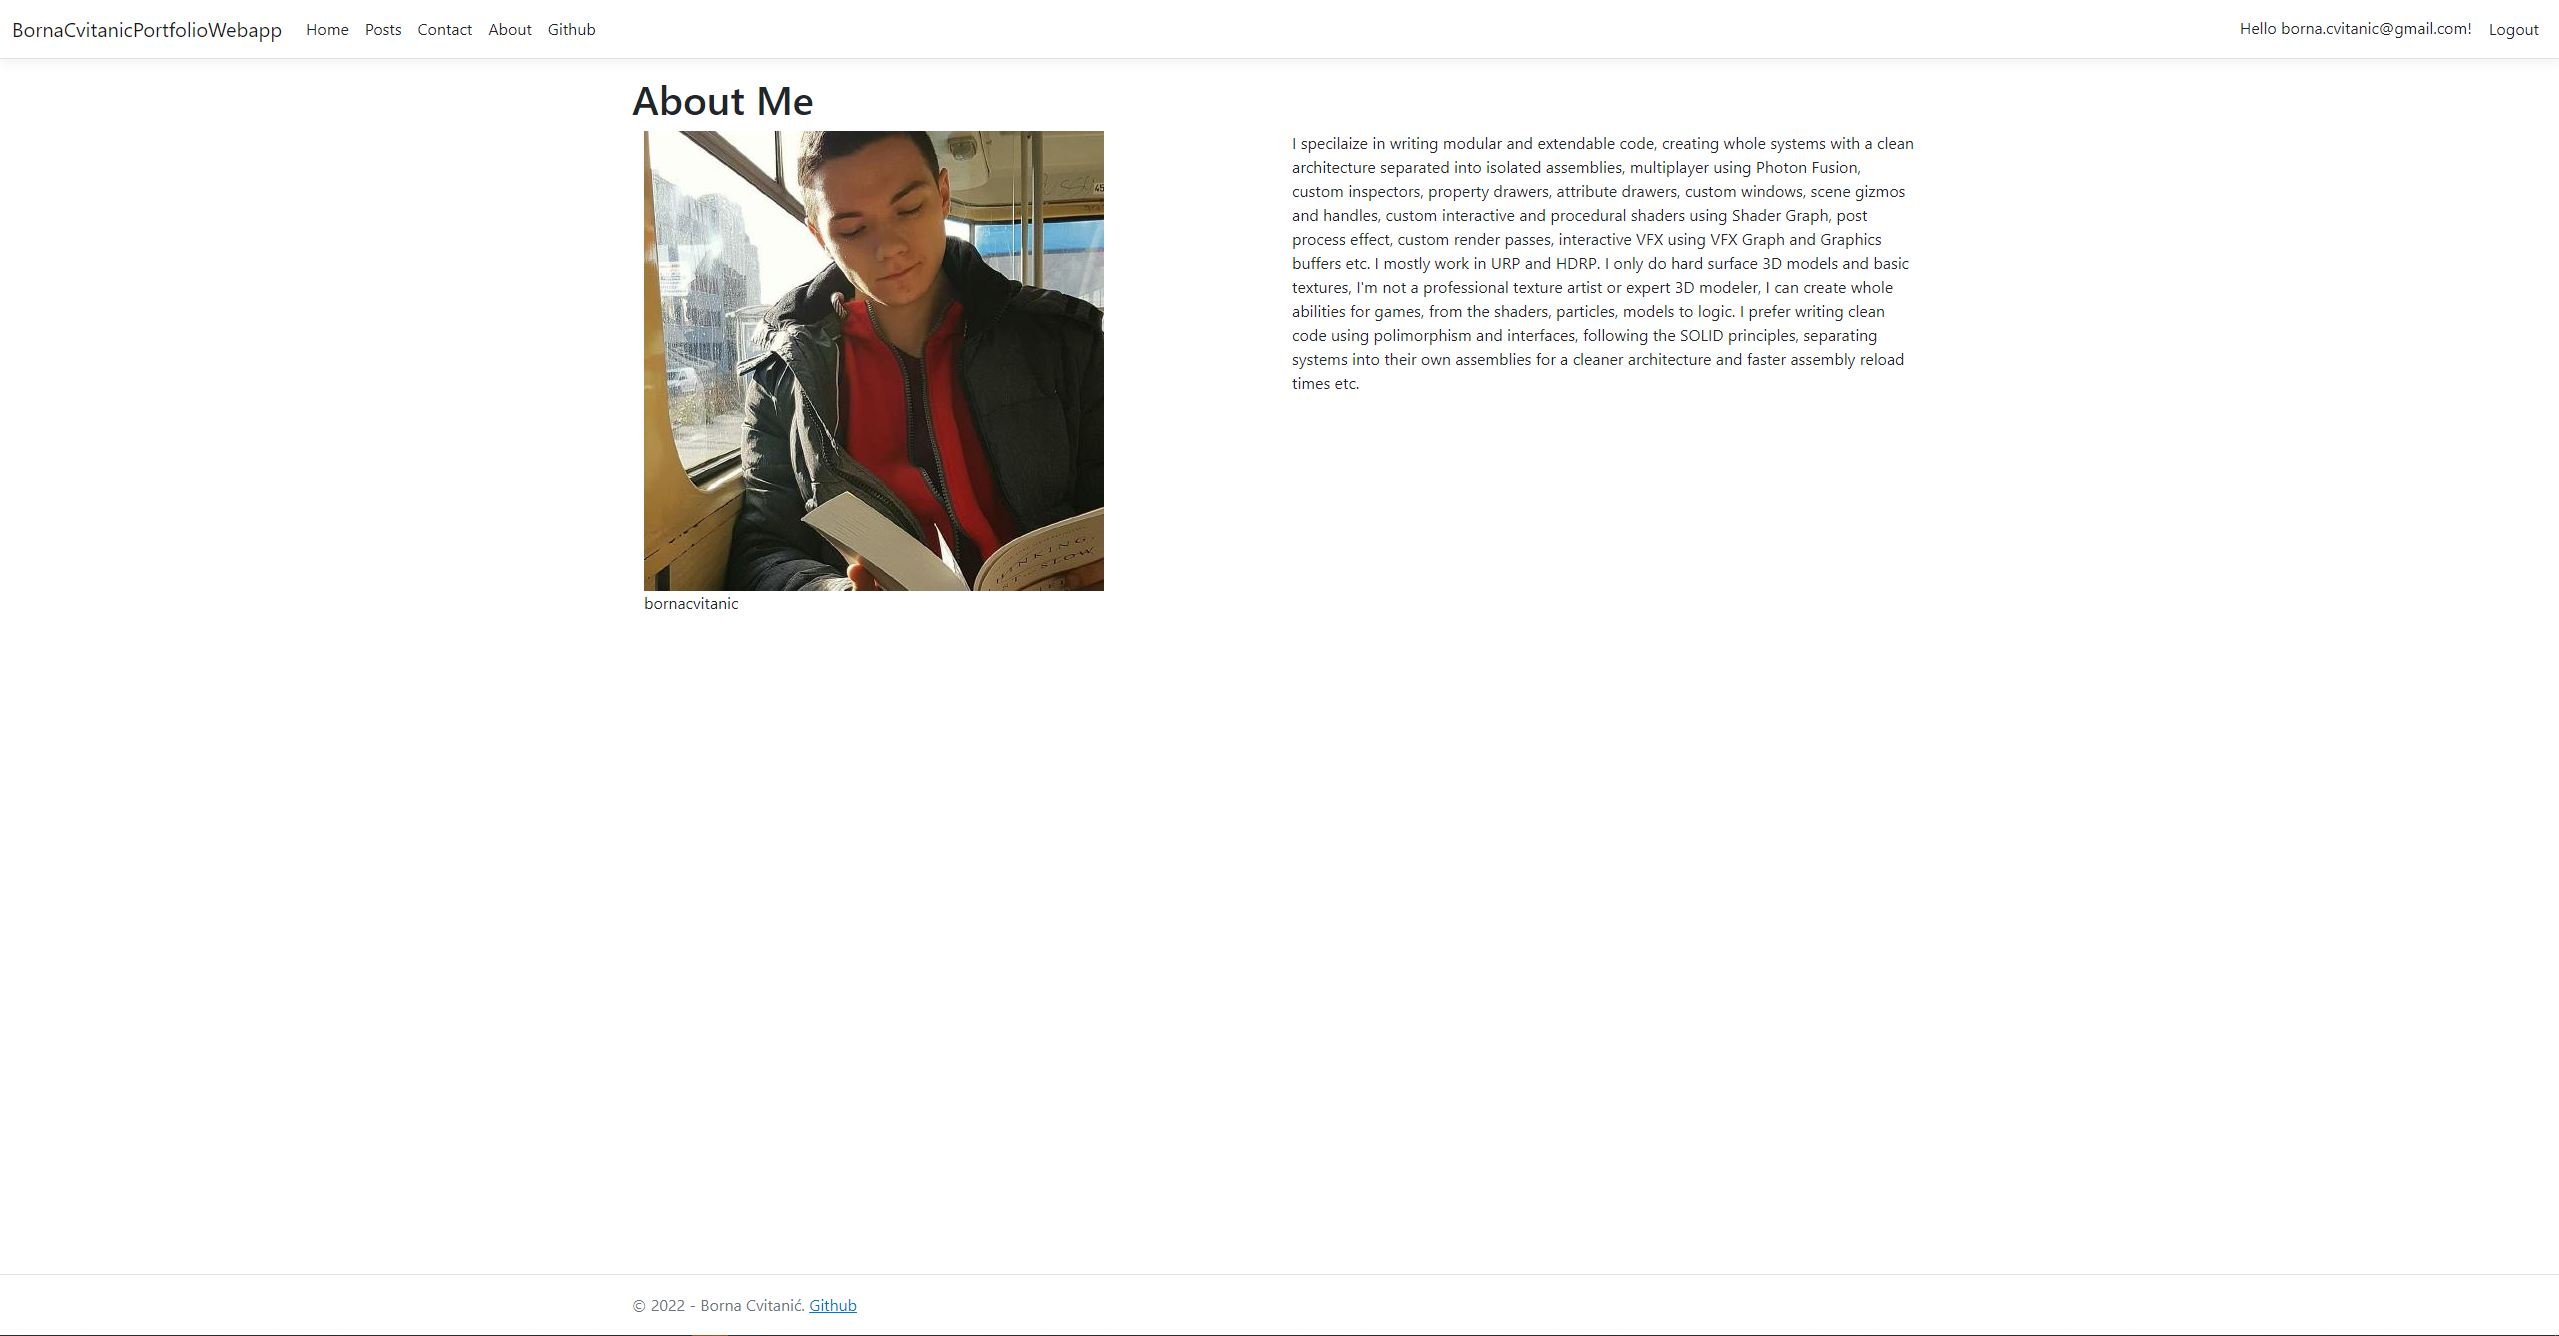 BornaCvitanicPortfolioWebapp Home Posts Contact About Github Hello borna.cvitanic@gmail.com! Logout
About Me
45
I specilaize in writing modular and extendable code, creating whole systems with a clean
architecture separated into isolated assemblies, multiplayer using Photon Fusion,
custom inspectors, property drawers, attribute drawers, custom windows, scene gizmos
and handles, custom interactive and procedural shaders using Shader Graph, post
process effect, custom render passes, interactive VFX using VFX Graph and Graphics
buffers etc. I mostly work in URP and HDRP. I only do hard surface 3D models and basic
textures, I'm not a professional texture artist or expert 3D modeler, I can create whole
abilities for games, from the shaders, particles, models to logic. I prefer writing clean
code using polimorphism and interfaces, following the SOLID principles, separating
systems into their own assemblies for a cleaner architecture and faster assembly reload
times etc.
SLOW
bornacvitanic
© 2022 - Borna Cvitanić. Github